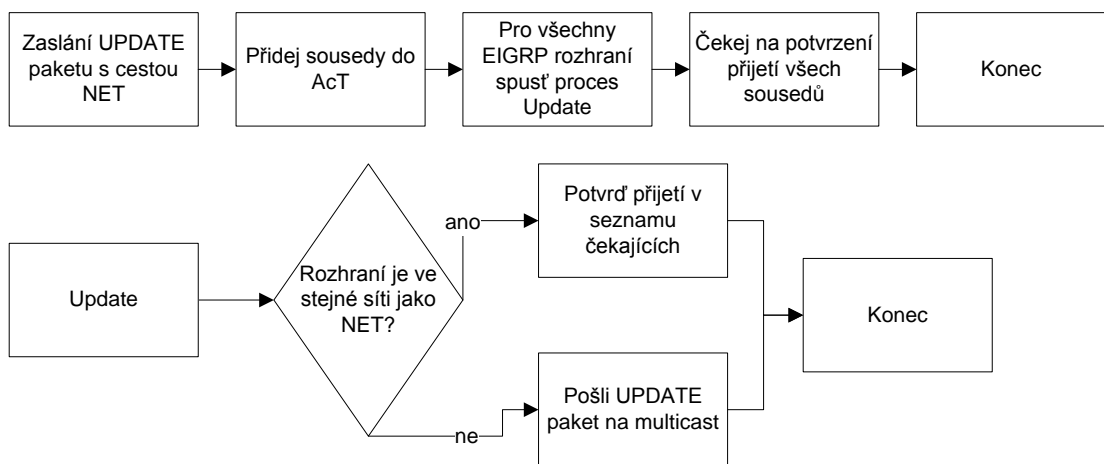 Zaslání UPDATE
paketu s cestou
NET
Přidej sousedy do
AcT
Pro všechny
EIGRP rozhraní
spusť proces
Update
Čekej na potvrzení
přijetí všech
sousedů
Konec
Update
Rozhraní je ve
stejné síti jako
NET?
ano
Potvrď přijetí v
seznamu
čekajících
ne
Pošli UPDATE
paket na multicast
Konec